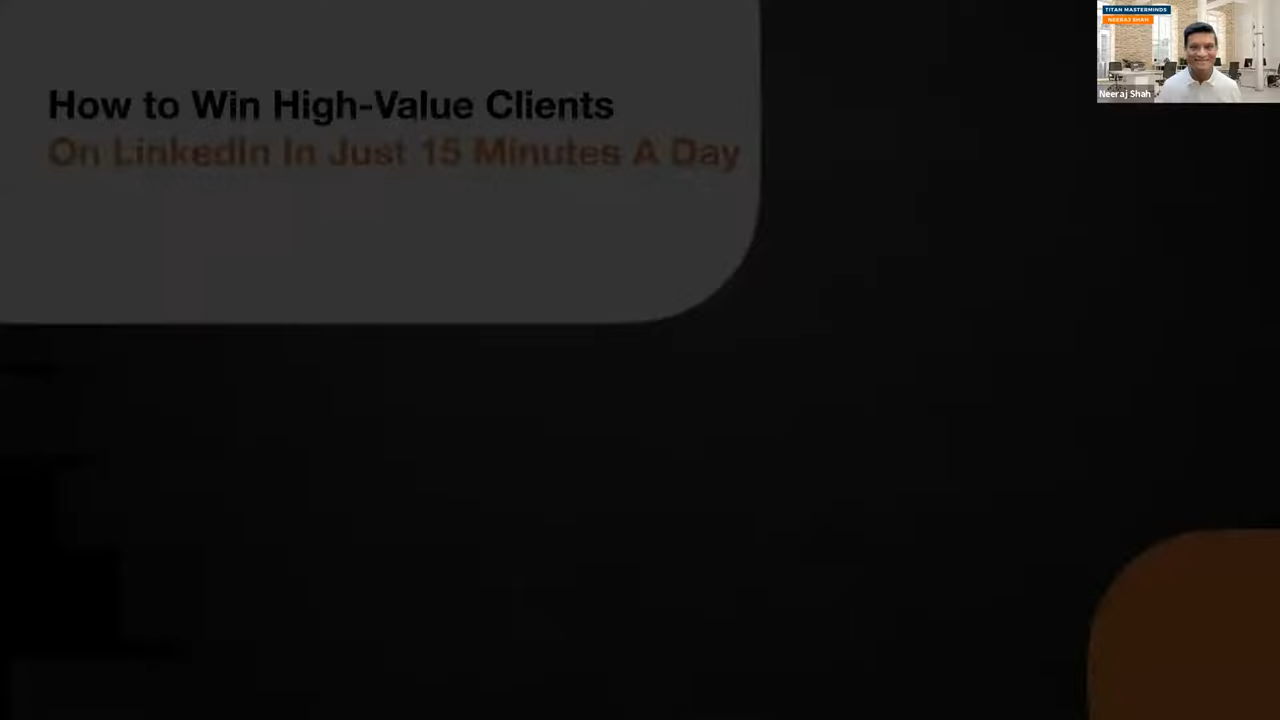 How to Win High-Value Clients
On LinkedIn In Just 15 Minutes A Day
TITAN MASTERMINDS
NEERAJ SHAH
Neeraj Shah